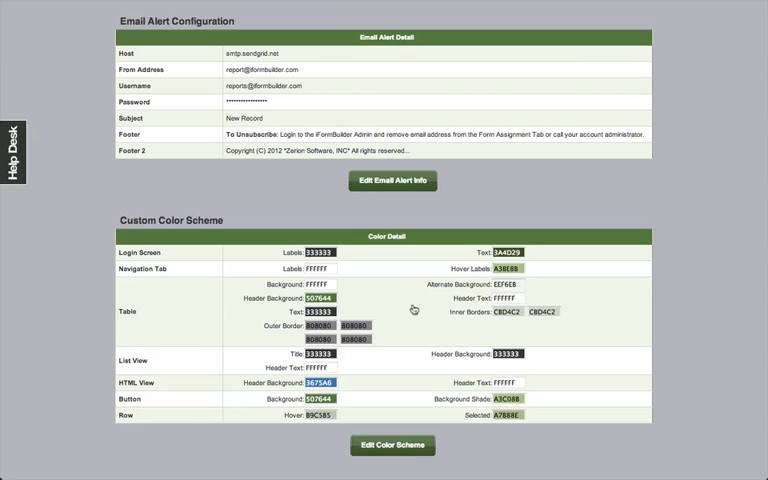 Email Alert Configuration
Email Alert Detail
Host smtp.sendgrid.net
From Address report@iformbuilder.com
Username reports@iformbuilder.com
Password *****************
Subject New Record
Footer To Unsubscribe: Login to the iFormBuilder Admin and remove email address from the Form Assignment Tab or call your account administrator.
Footer 2 Copyright (C) 2012 "Zerion Software, INC" All rights reserved...
Help Desk
Edit Email Alert Info
Custom Color Scheme
Color Detail
Login Screen Labels: 333333 Text: 3A4D29
Navigation Tab Labels: FFFFFF Hover Labels: A3BE8B
Background: FFFFFF Alternate Background: EEF6EB
Header Background: 507644 Header Text: FFFFFF
Table Text: 333333 Inner Borders: CBD4C2 CBD4C2
Outer Border: 808080 808080
808080 808080
Title: 333333 Header Background: 333333
List View
Header Text: FFFFFF
HTML View Header Background: 3675A6 Header Text: FFFFFF
Button Background: 507644 Background Shade: A3C08B
Row Hover: B9C5B5 Selected: A7B88E
Edit Color Scheme